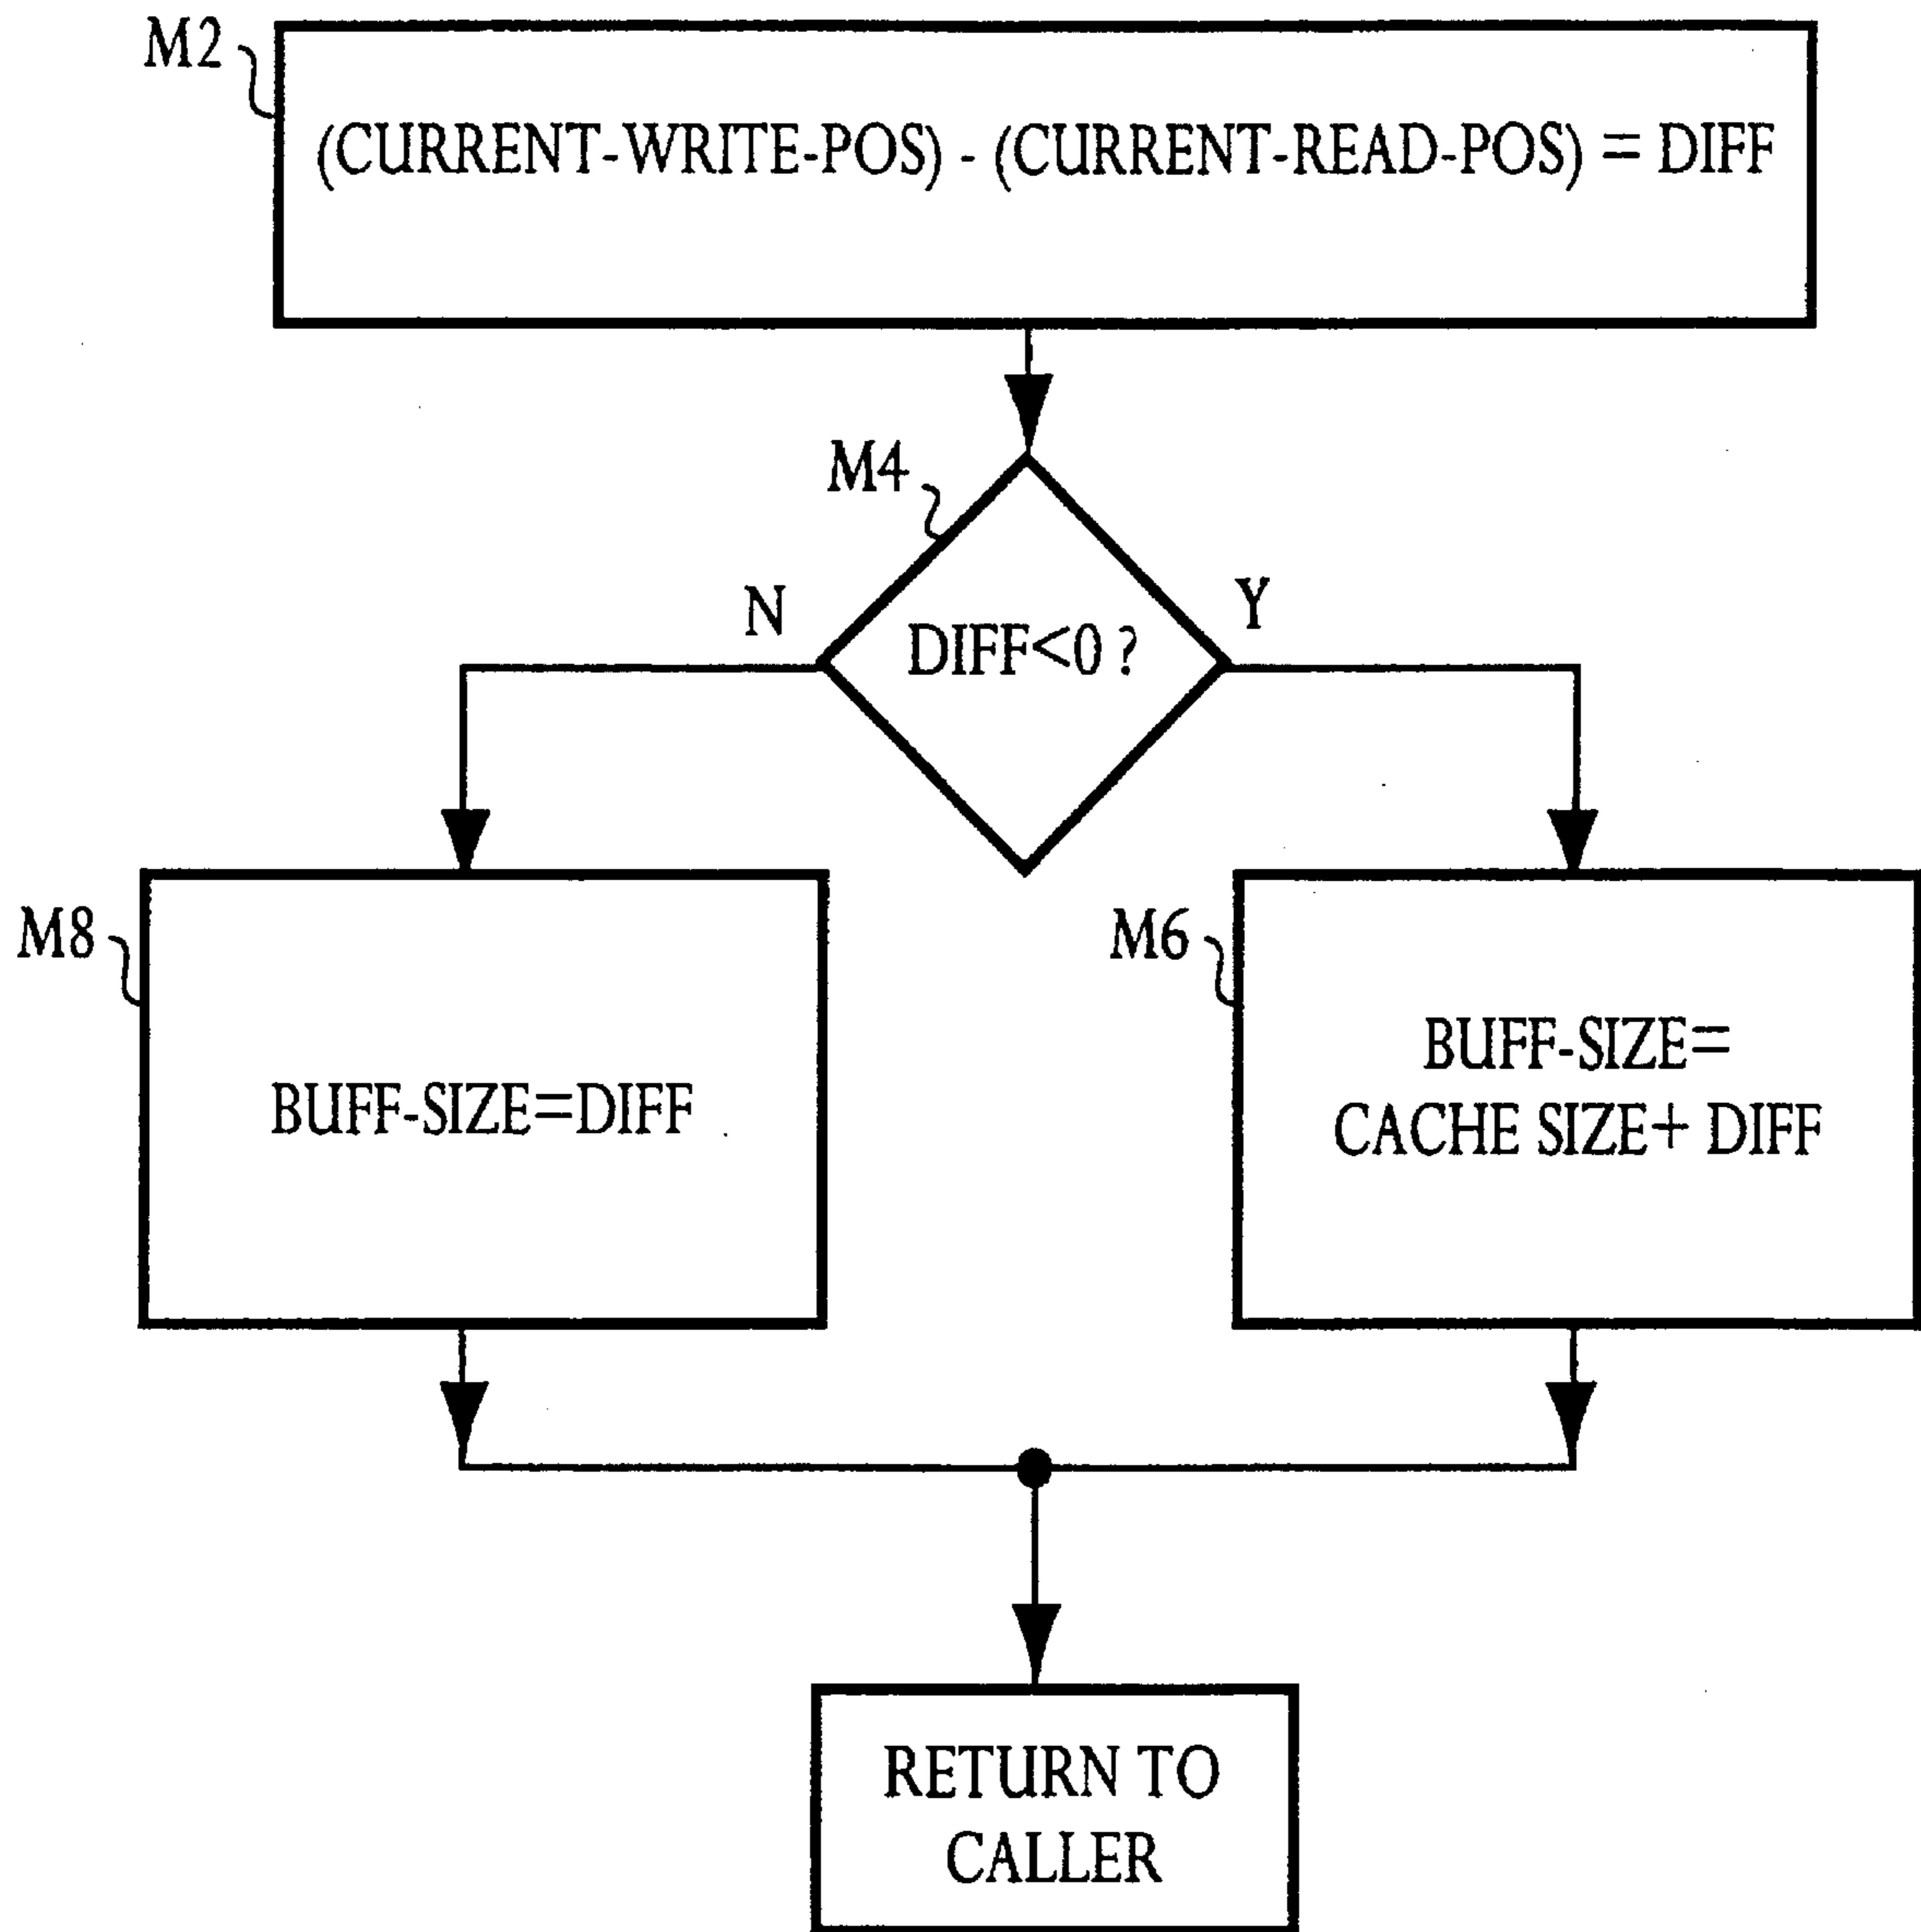 M2
(CURRENT-WRITE-POS) - (CURRENT-READ-POS) = DIFF
M4
N
Y
DIFF<0 ?
M8
BUFF-SIZE=DIFF
M6
BUFF-SIZE=
CACHE SIZE+ DIFF
RETURN TO
CALLER